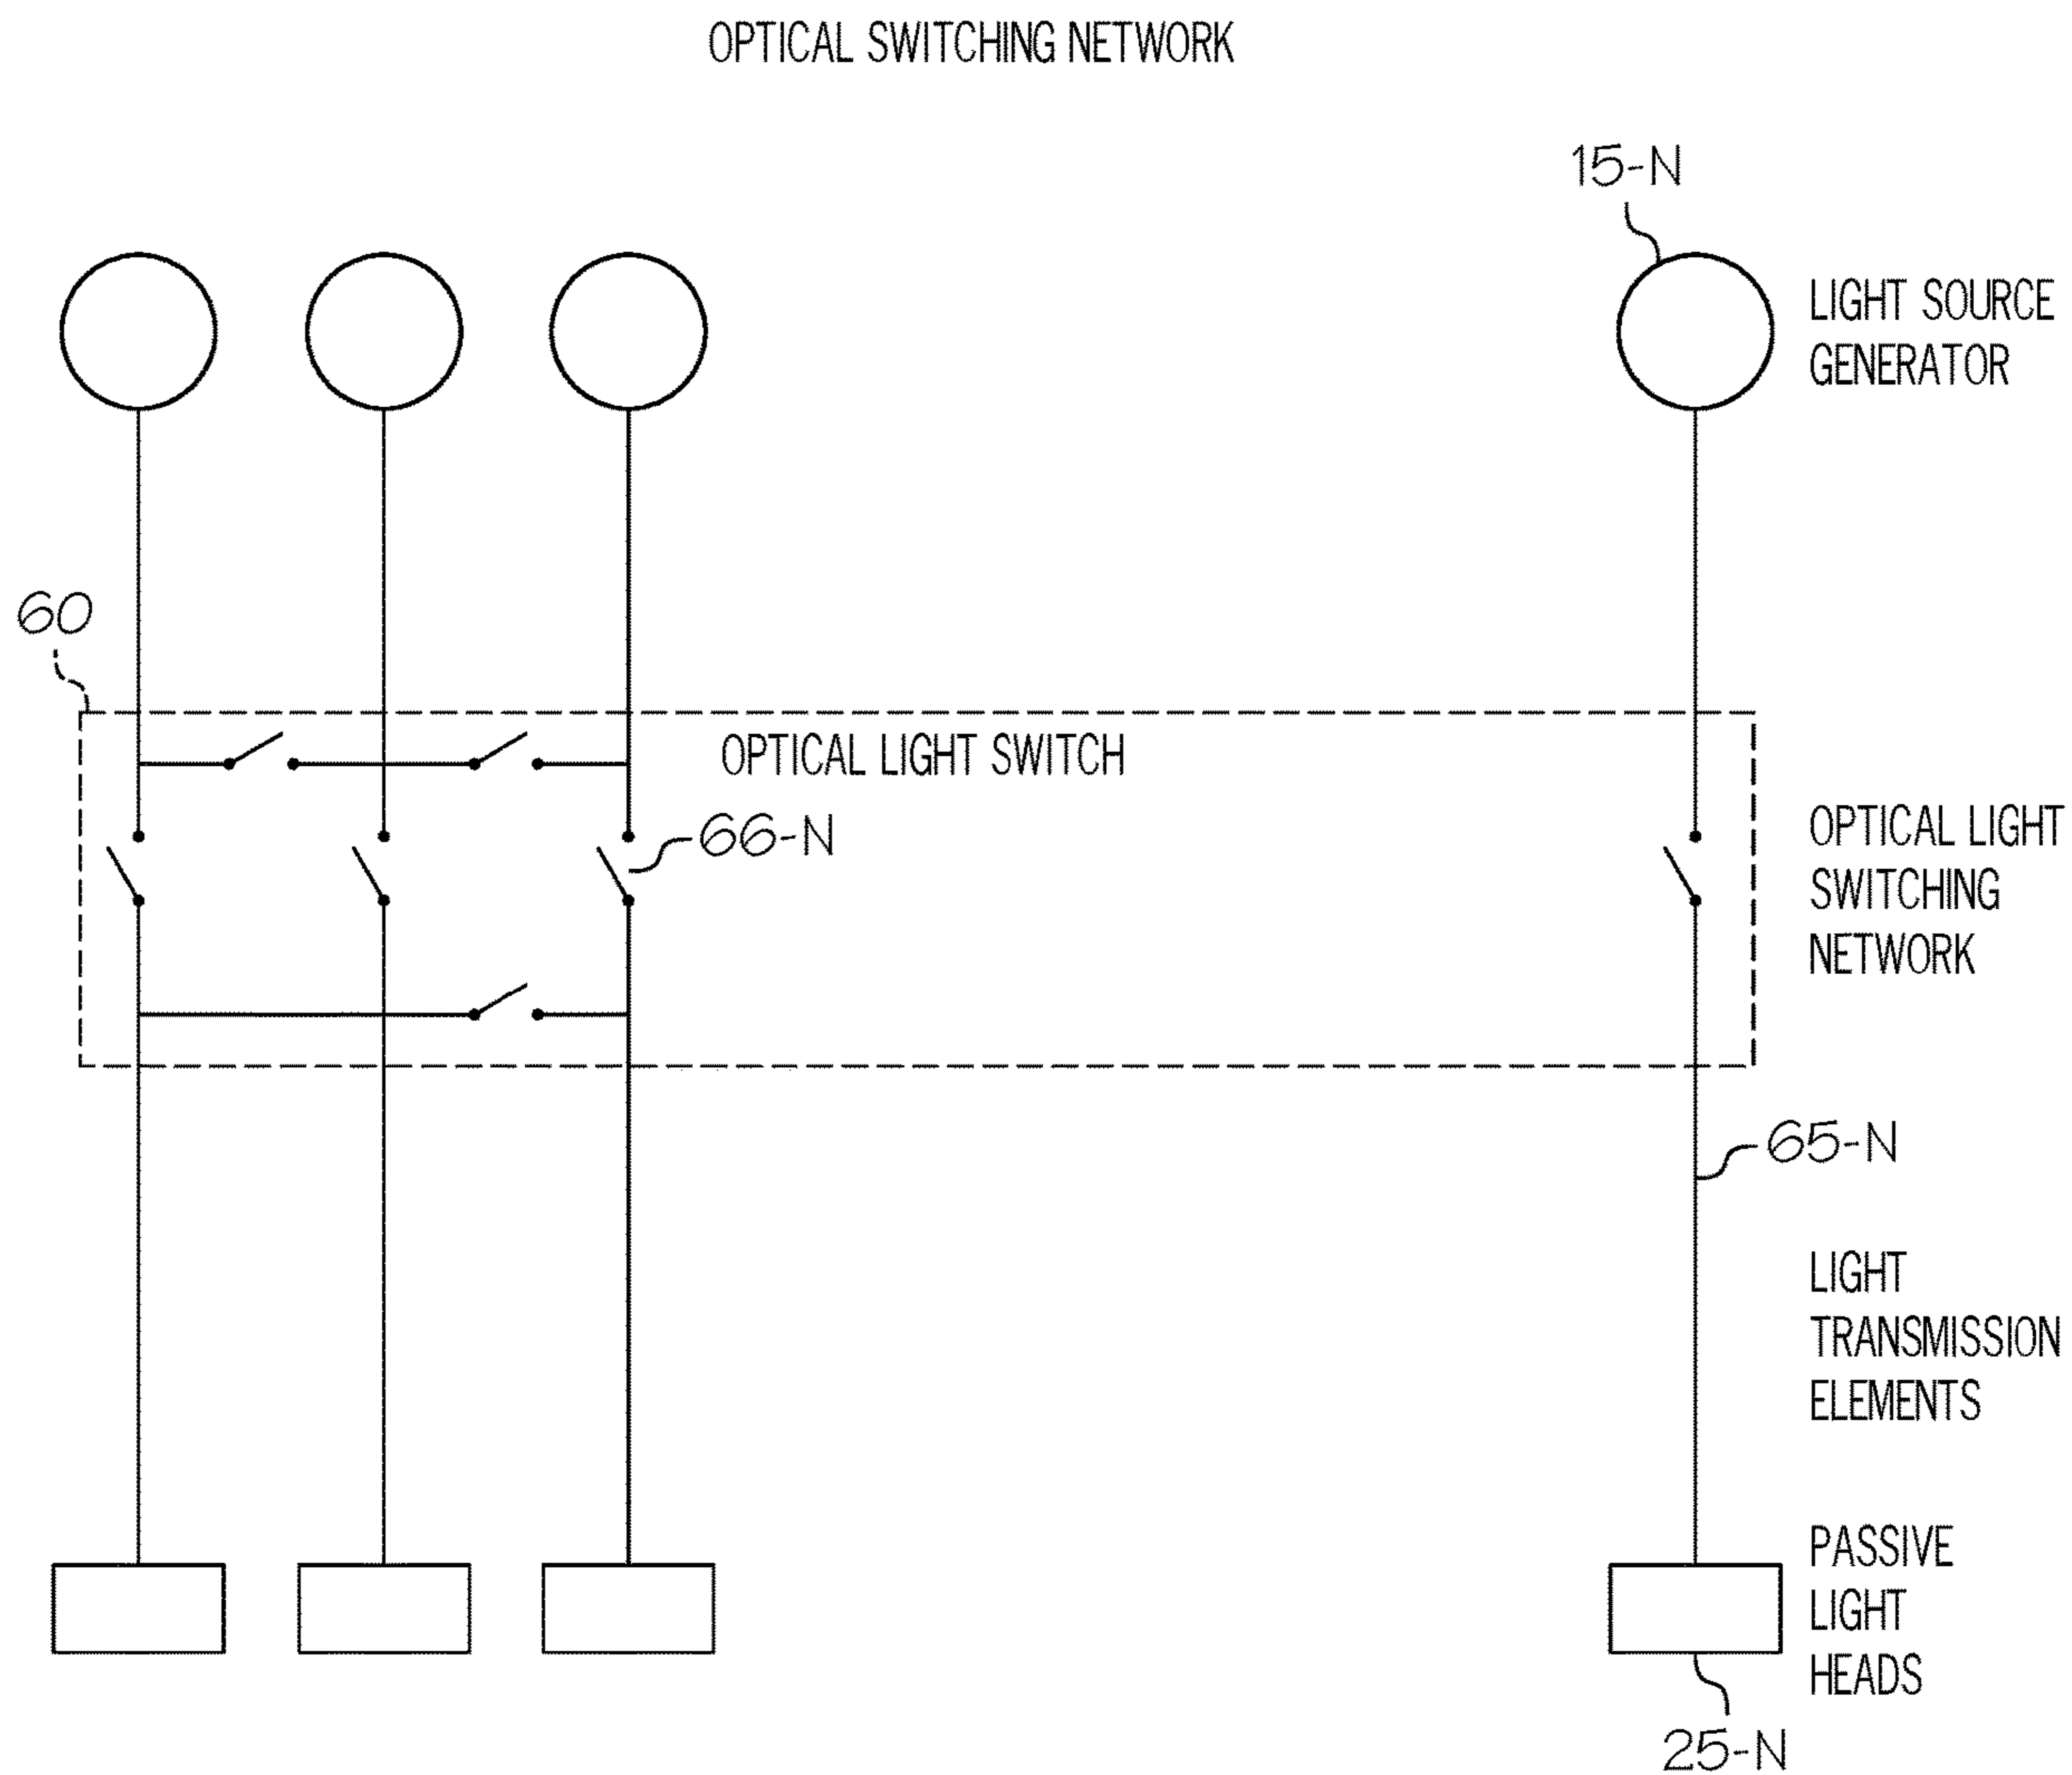 OPTICAL SWITCHING NETWORK
15-N
LIGHT SOURCE
GENERATOR
60
OPTICAL LIGHT SWITCH
66-N
OPTICAL LIGHT
SWITCHING
NETWORK
65-N
LIGHT
TRANSMISSION
ELEMENTS
PASSIVE
LIGHT
HEADS
25-N